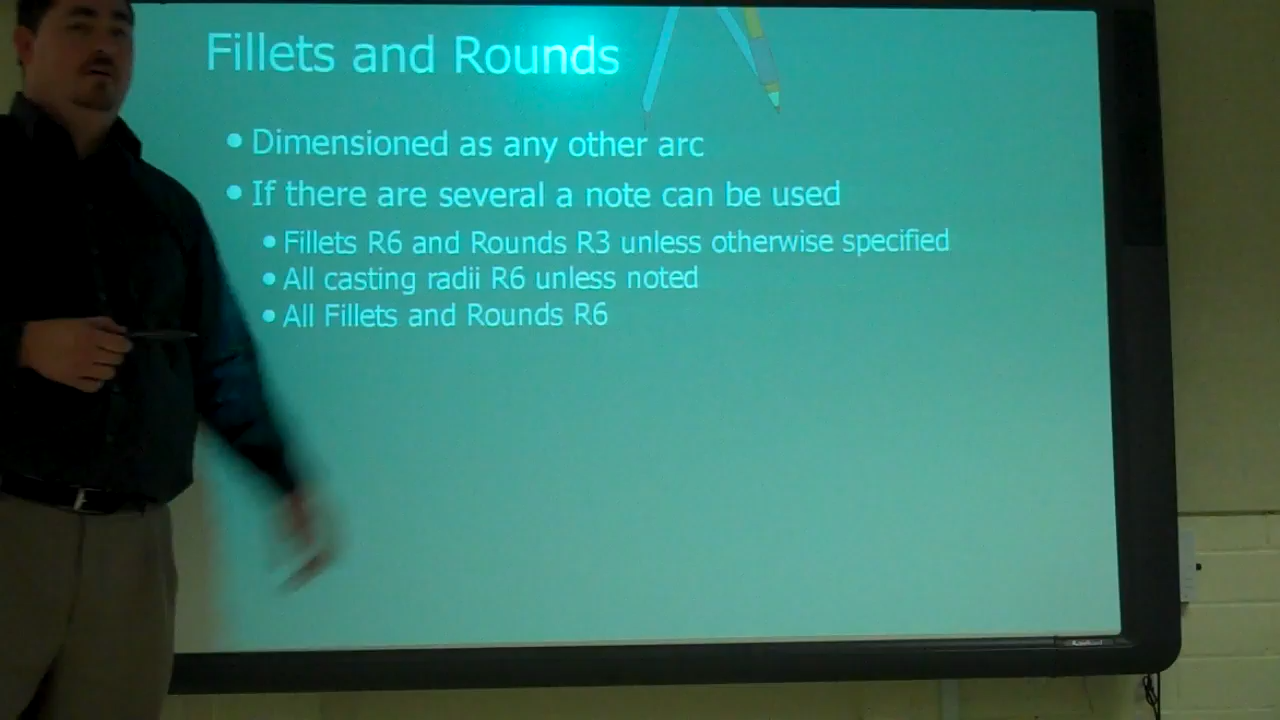 Fillets and Rounds
• Dimensioned as any other arc
• If there are several a note can be used
• Fillets R6 and Rounds R3 unless otherwise specified
• All casting radii R6 unless noted
• All Fillets and Rounds R6